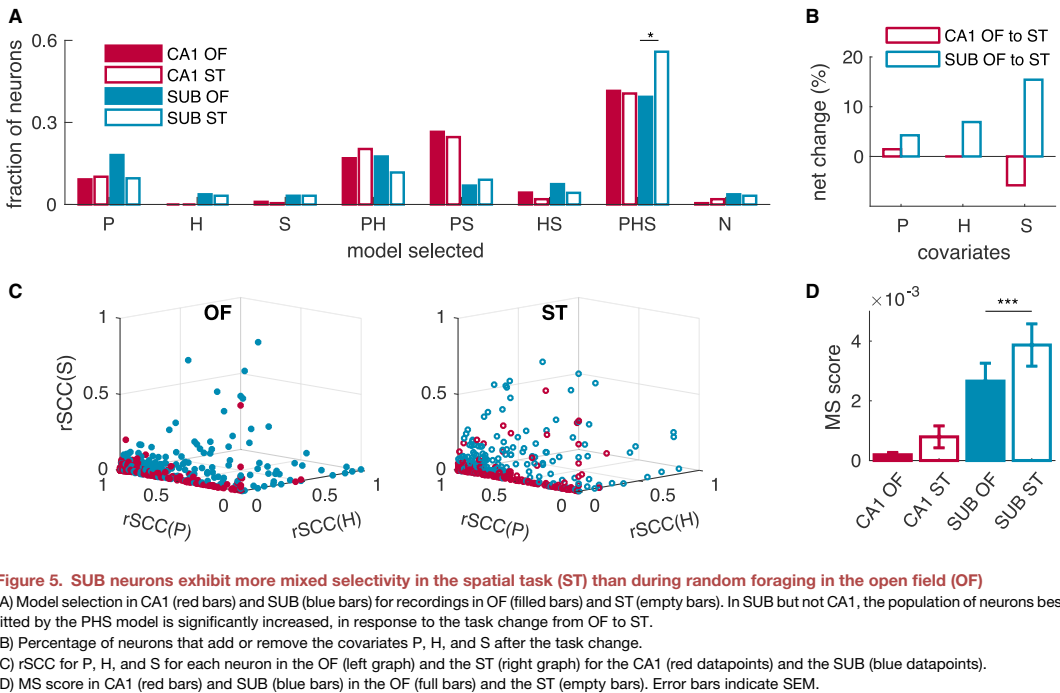 A
0.6
0.3
0
fraction of neurons
CA1 OF
CA1 ST
SUB OF
SUB ST
*
P H S PH PS HS PHS N
model selected
B
CA1 OF to ST
SUB OF to ST
20
10
0
net change (%)
P H S
covariates
C
OF
1
0.5
0
rSCC(S)
1 0.5 0
rSCC(P)
0 0.5 1
rSCC(H)
ST
1
0.5
0
1 0.5 0
rSCC(P)
0 0.5 1
rSCC(H)
D
×10⁻³
***
4
2
0
MS score
CA1 OF
CA1 ST
SUB OF
SUB ST
Figure 5. SUB neurons exhibit more mixed selectivity in the spatial task (ST) than during random foraging in the open field (OF)
A) Model selection in CA1 (red bars) and SUB (blue bars) for recordings in OF (filled bars) and ST (empty bars). In SUB but not CA1, the population of neurons bes
itted by the PHS model is significantly increased, in response to the task change from OF to ST.
B) Percentage of neurons that add or remove the covariates P, H, and S after the task change.
C) rSCC for P, H, and S for each neuron in the OF (left graph) and the ST (right graph) for the CA1 (red datapoints) and the SUB (blue datapoints).
D) MS score in CA1 (red bars) and SUB (blue bars) in the OF (full bars) and the ST (empty bars). Error bars indicate SEM.